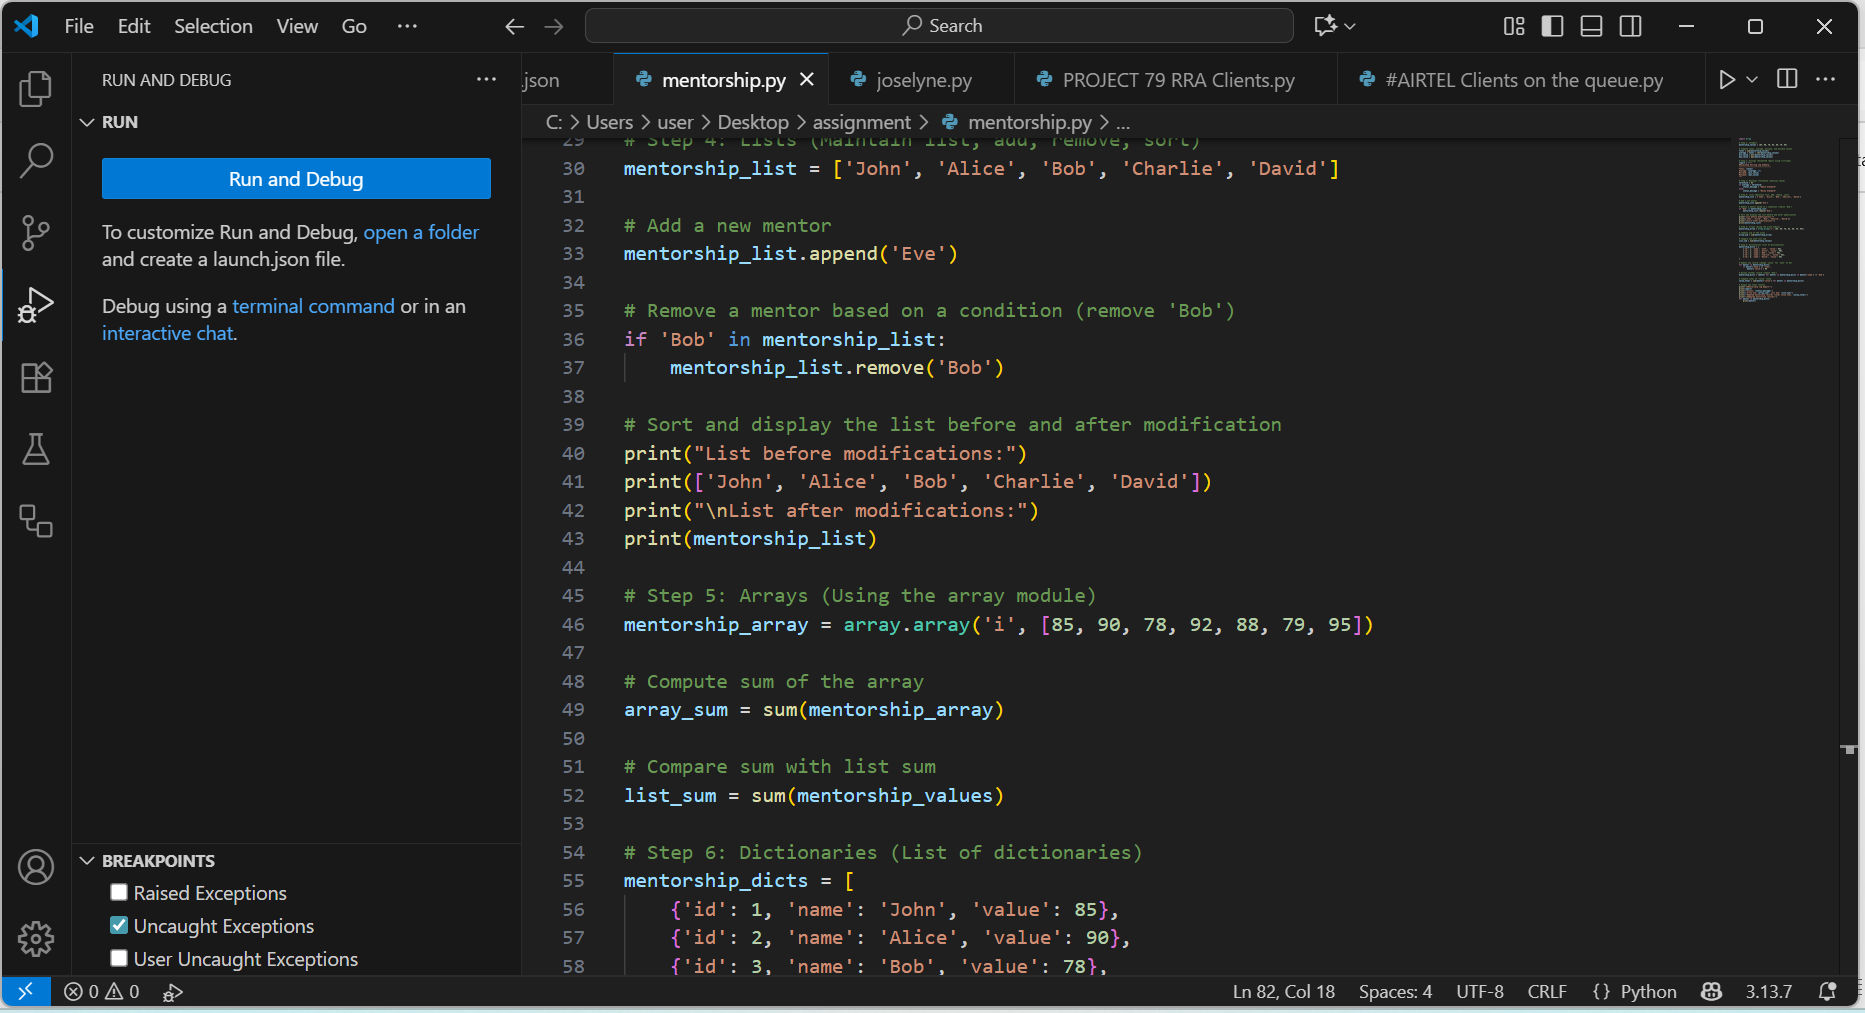 File Edit Selection View Go ··· Search
RUN AND DEBUG ···
.json mentorship.py joselyne.py PROJECT 79 RRA Clients.py #AIRTEL Clients on the queue.py ···
RUN
Run and Debug
To customize Run and Debug, open a folder
and create a launch.json file.
Debug using a terminal command or in an
interactive chat.
BREAKPOINTS
Raised Exceptions
Uncaught Exceptions
User Uncaught Exceptions
C: > Users > user > Desktop > assignment > mentorship.py > ...
29 # Step 4: Lists (Maintain list, add, remove, sort)
30 mentorship_list = ['John', 'Alice', 'Bob', 'Charlie', 'David']
31
32 # Add a new mentor
33 mentorship_list.append('Eve')
34
35 # Remove a mentor based on a condition (remove 'Bob')
36 if 'Bob' in mentorship_list:
37     mentorship_list.remove('Bob')
38
39 # Sort and display the list before and after modification
40 print("List before modifications:")
41 print(['John', 'Alice', 'Bob', 'Charlie', 'David'])
42 print("\nList after modifications:")
43 print(mentorship_list)
44
45 # Step 5: Arrays (Using the array module)
46 mentorship_array = array.array('i', [85, 90, 78, 92, 88, 79, 95])
47
48 # Compute sum of the array
49 array_sum = sum(mentorship_array)
50
51 # Compare sum with list sum
52 list_sum = sum(mentorship_values)
53
54 # Step 6: Dictionaries (List of dictionaries)
55 mentorship_dicts = [
56     {'id': 1, 'name': 'John', 'value': 85},
57     {'id': 2, 'name': 'Alice', 'value': 90},
58     {'id': 3, 'name': 'Bob', 'value': 78},
0 0 Ln 82, Col 18 Spaces: 4 UTF-8 CRLF {} Python 3.13.7